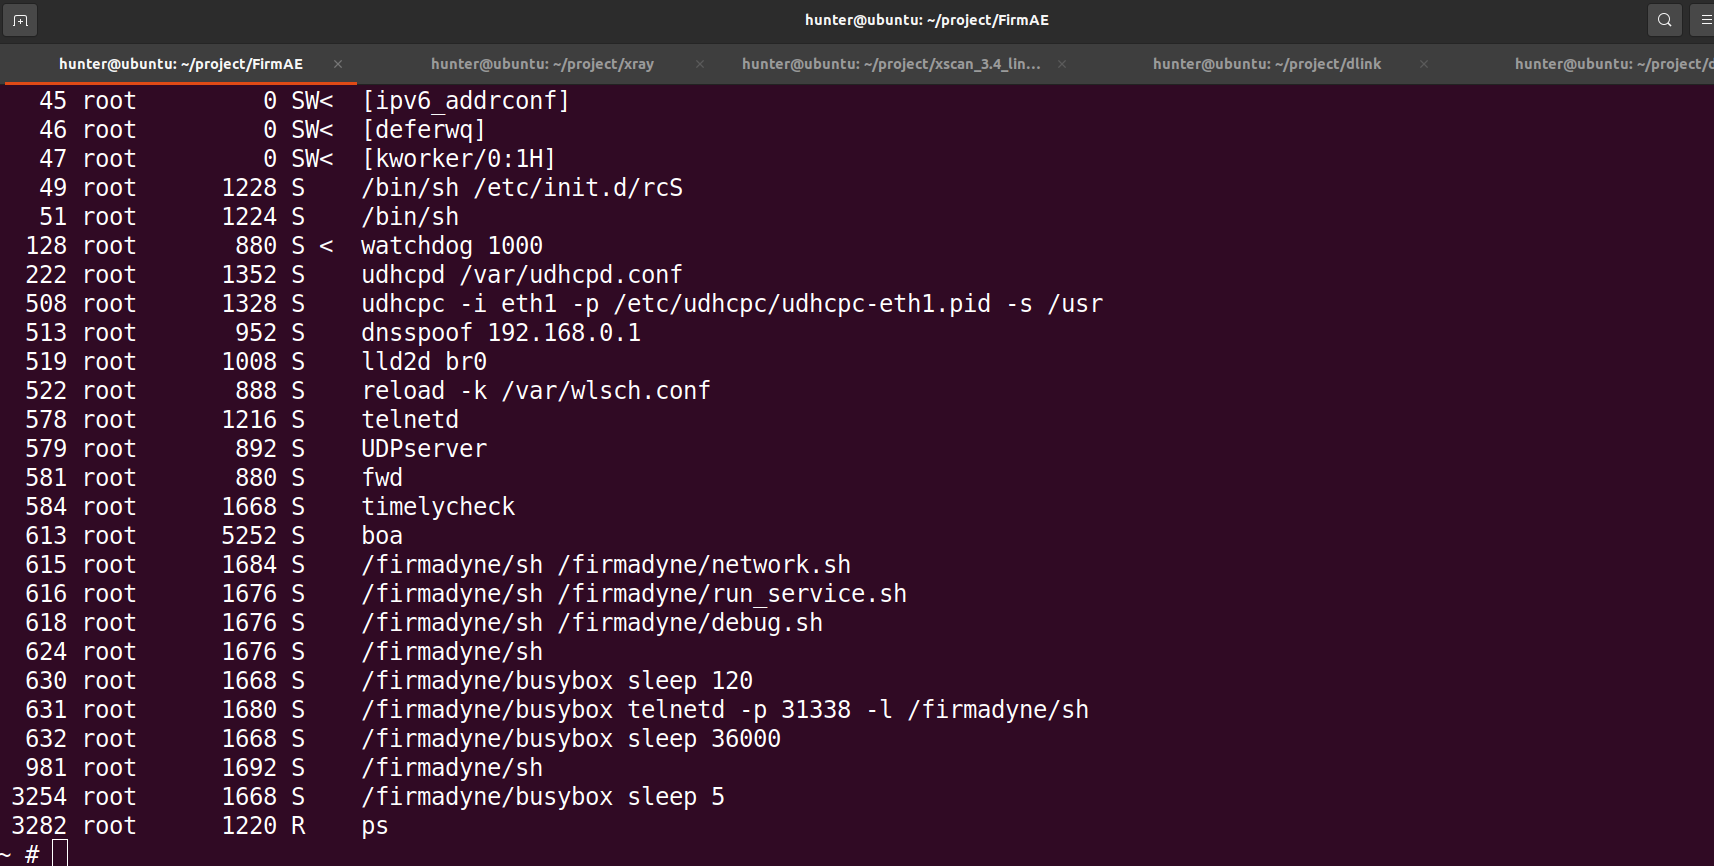 hunter@ubuntu: ~/project/FirmAE
hunter@ubuntu: ~/project/FirmAE × hunter@ubuntu: ~/project/xray × hunter@ubuntu: ~/project/xscan_3.4_lin... × hunter@ubuntu: ~/project/dlink × hunter@ubuntu: ~/project/d
45 root 0 SW< [ipv6_addrconf]
46 root 0 SW< [deferwq]
47 root 0 SW< [kworker/0:1H]
49 root 1228 S /bin/sh /etc/init.d/rcS
51 root 1224 S /bin/sh
128 root 880 S < watchdog 1000
222 root 1352 S udhcpd /var/udhcpd.conf
508 root 1328 S udhcpc -i eth1 -p /etc/udhcpc/udhcpc-eth1.pid -s /usr
513 root 952 S dnsspoof 192.168.0.1
519 root 1008 S lld2d br0
522 root 888 S reload -k /var/wlsch.conf
578 root 1216 S telnetd
579 root 892 S UDPserver
581 root 880 S fwd
584 root 1668 S timelycheck
613 root 5252 S boa
615 root 1684 S /firmadyne/sh /firmadyne/network.sh
616 root 1676 S /firmadyne/sh /firmadyne/run_service.sh
618 root 1676 S /firmadyne/sh /firmadyne/debug.sh
624 root 1676 S /firmadyne/sh
630 root 1668 S /firmadyne/busybox sleep 120
631 root 1680 S /firmadyne/busybox telnetd -p 31338 -l /firmadyne/sh
632 root 1668 S /firmadyne/busybox sleep 36000
981 root 1692 S /firmadyne/sh
3254 root 1668 S /firmadyne/busybox sleep 5
3282 root 1220 R ps
~ #